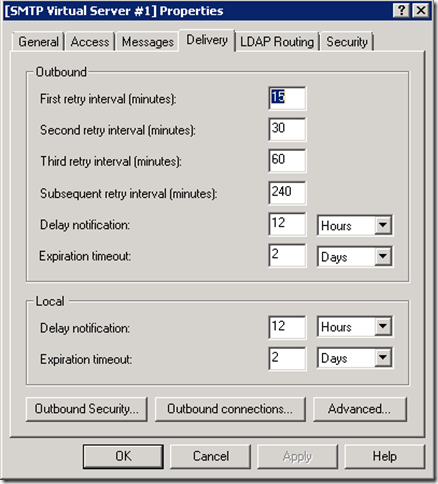 [SMTP Virtual Server #1] Properties
General Access Messages Delivery LDAP Routing Security
Outbound
First retry interval (minutes): 15
Second retry interval (minutes): 30
Third retry interval (minutes): 60
Subsequent retry interval (minutes): 240
Delay notification: 12 Hours
Expiration timeout: 2 Days
Local
Delay notification: 12 Hours
Expiration timeout: 2 Days
Outbound Security... Outbound connections... Advanced...
OK Cancel Apply Help